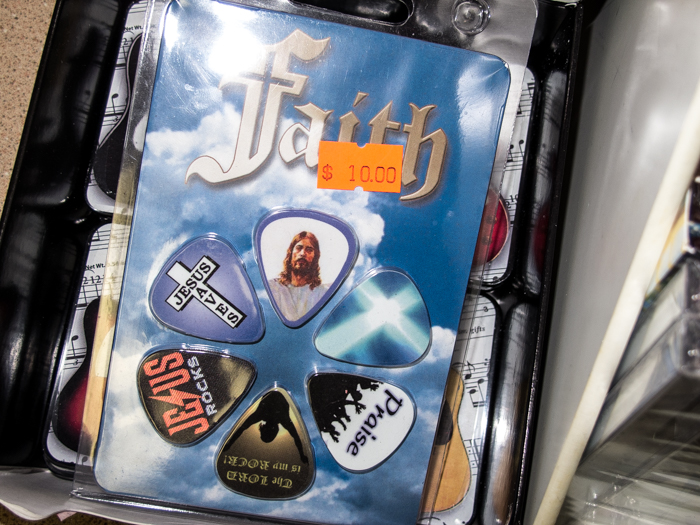 Faith
$ 10.00
JESUS
SAVES
JESUS
ROCKS
Praise
The LORD
is my ROCK!